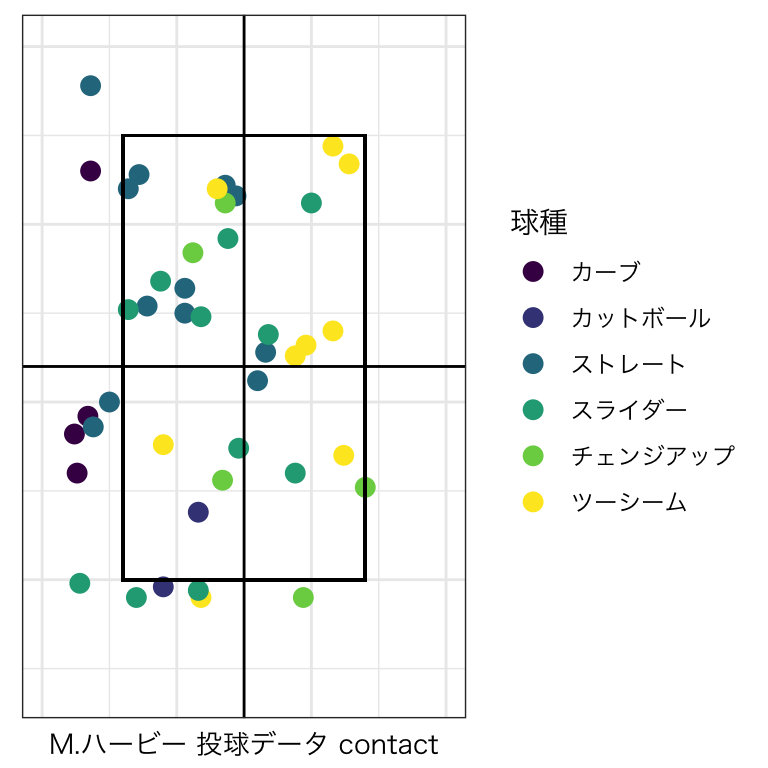 球種
カーブ
カットボール
ストレート
スライダー
チェンジアップ
ツーシーム
M.ハービー 投球データ contact